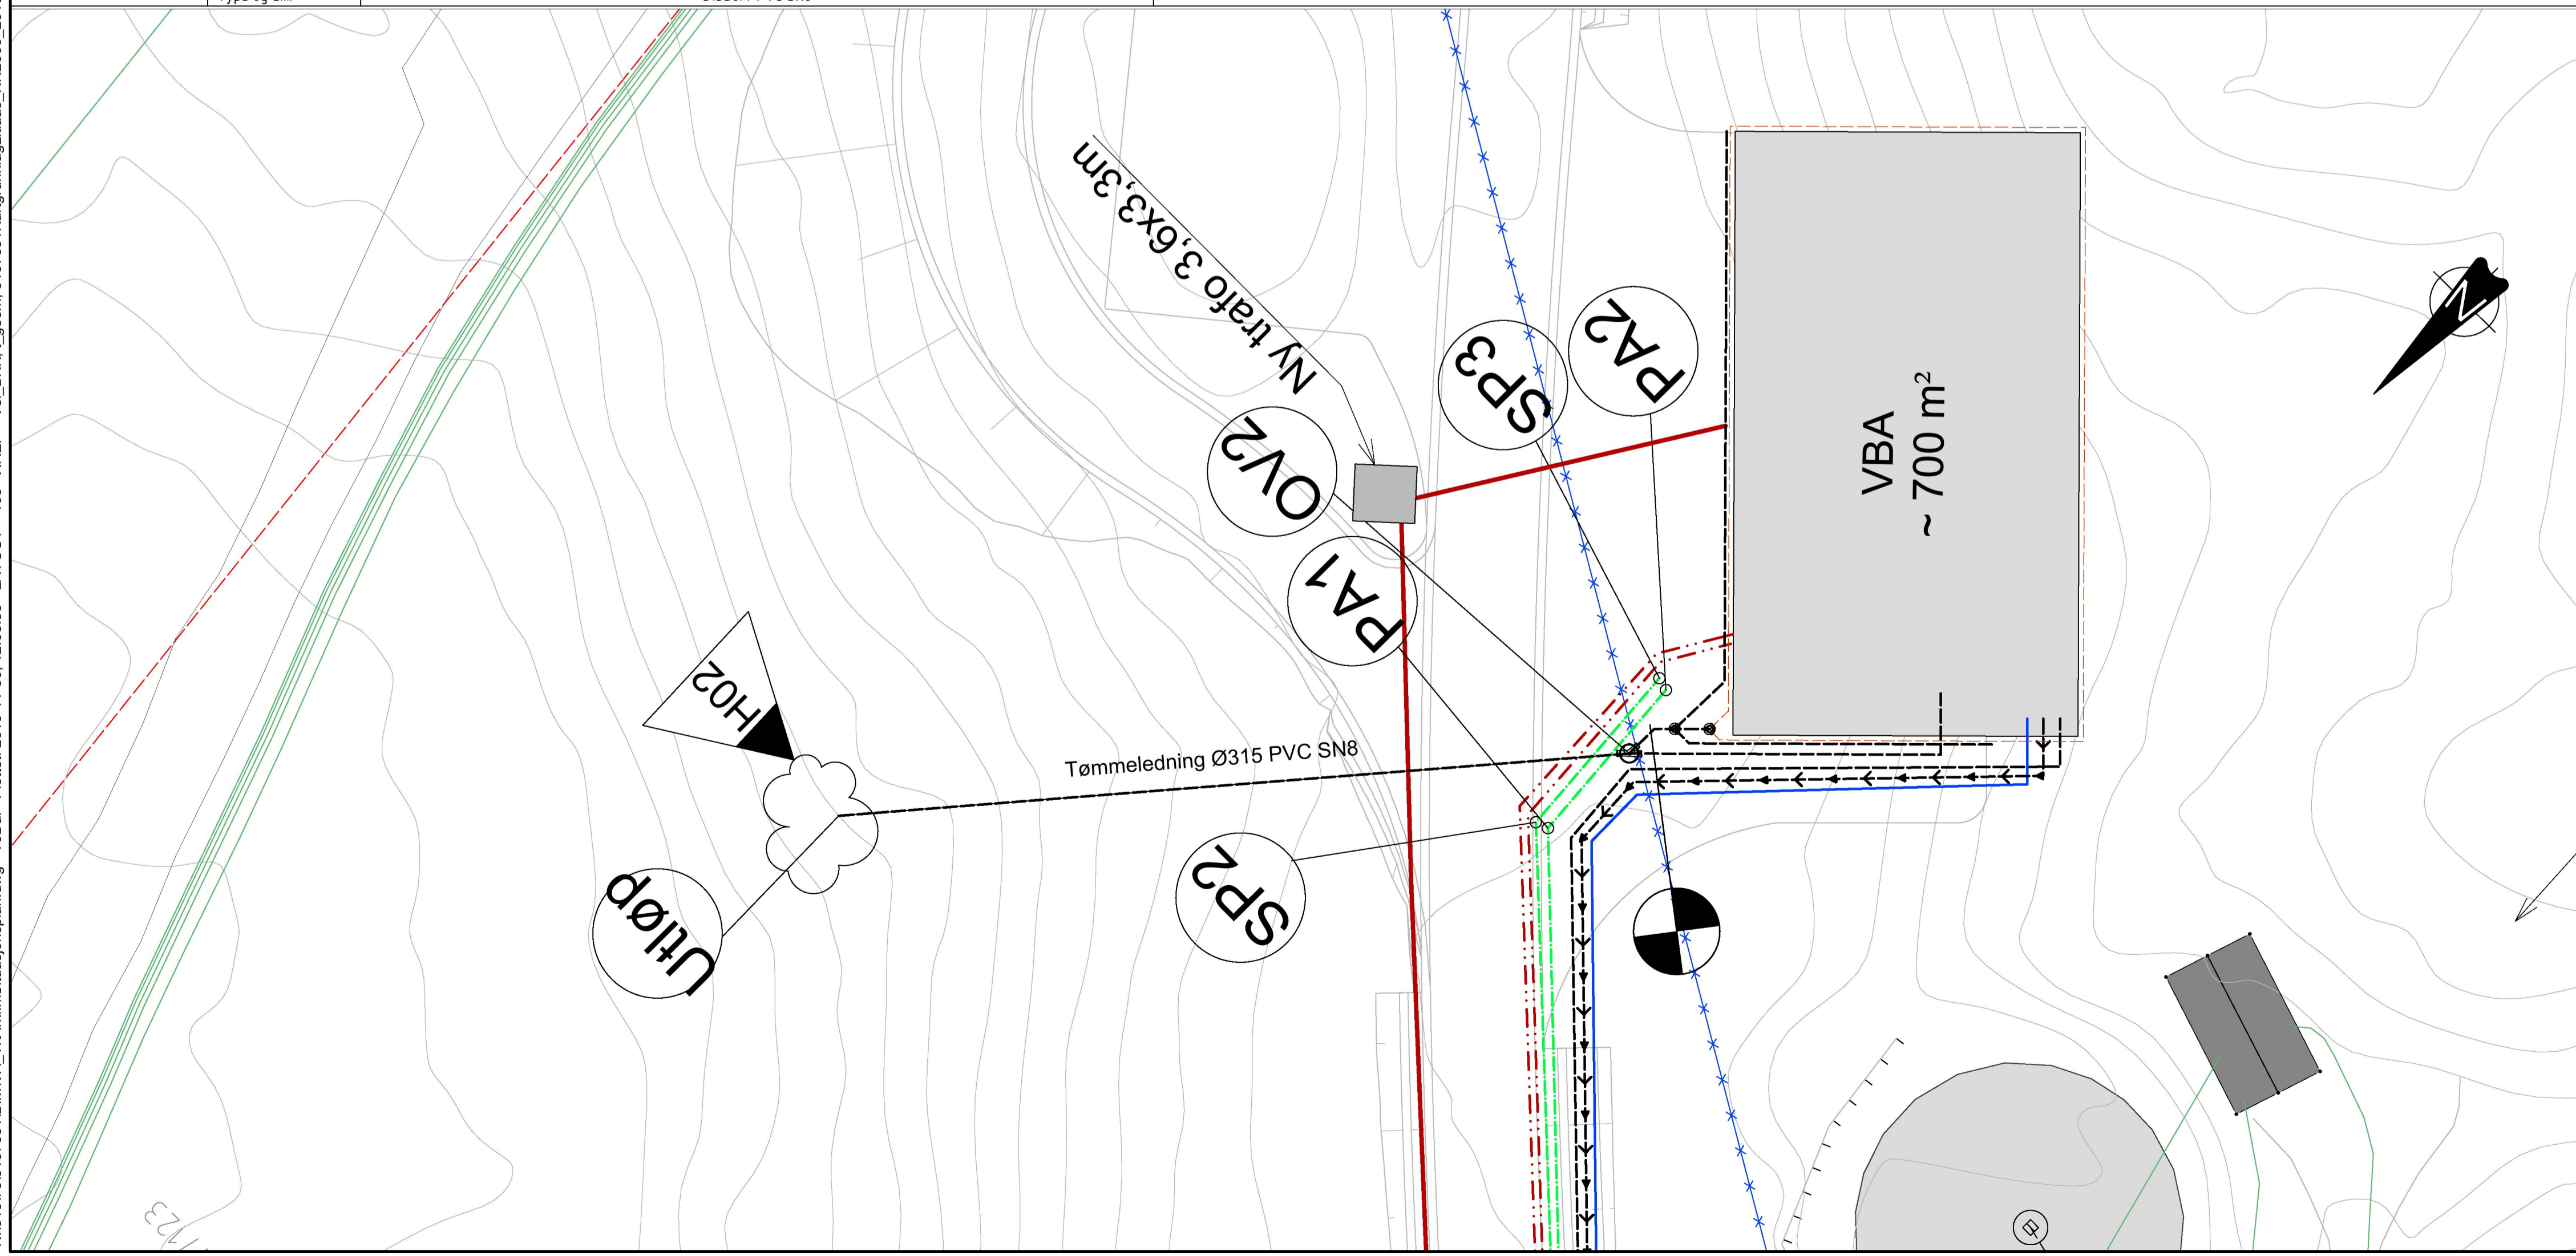 Ny trafo 3,6x3,3m
SP3
PA2
OV2
PA1
VBA
~ 700 m²
N
H02
Tømmeledning Ø315 PVC SN8
SP2
Utløp